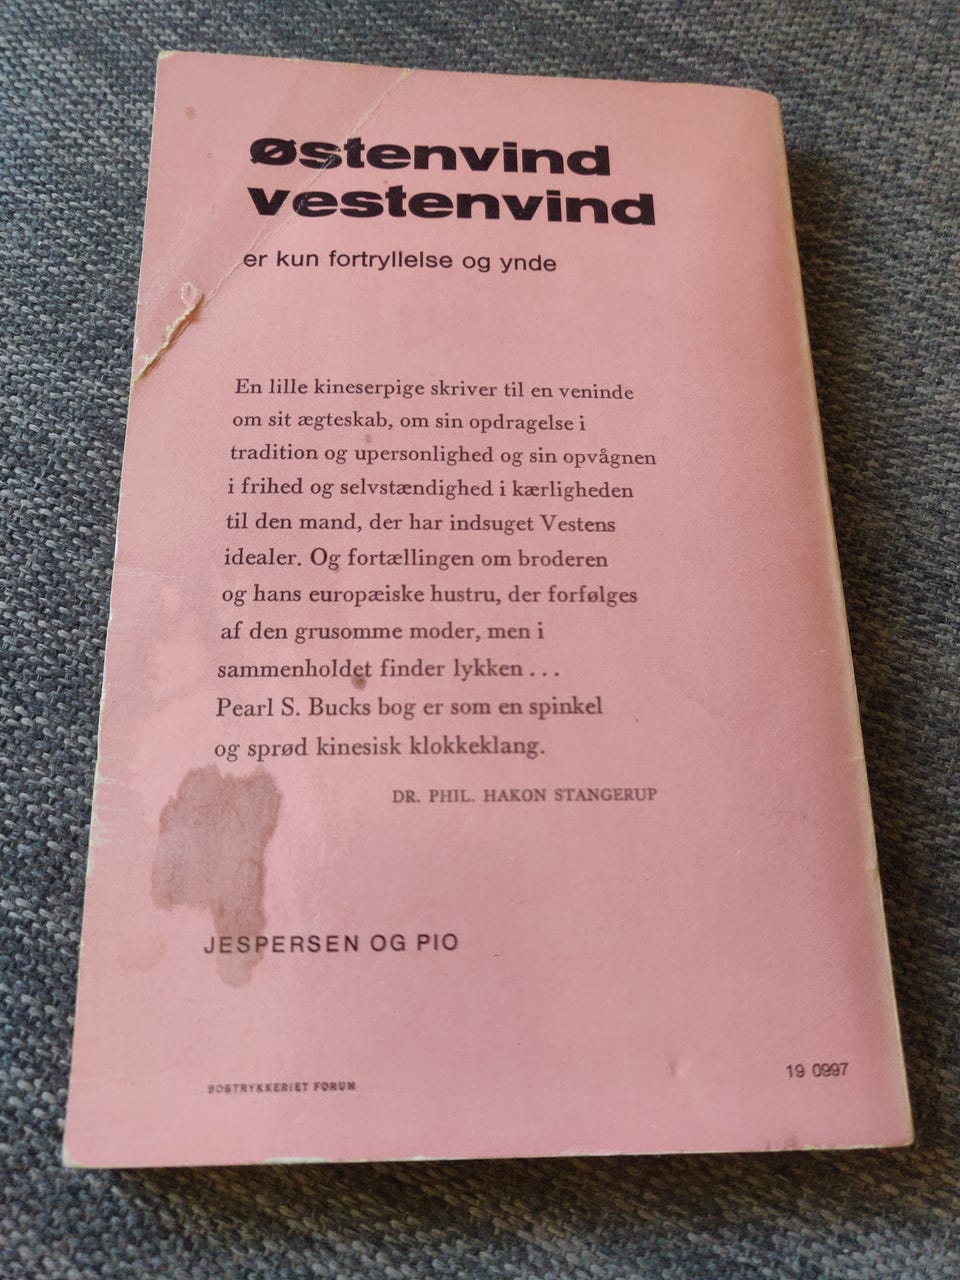 østenvind
vestenvind
er kun fortryllelse og ynde
En lille kineserpige skriver til en veninde
om sit ægteskab, om sin opdragelse i
tradition og upersonlighed og sin opvågnen
i frihed og selvstændighed i kærligheden
til den mand, der har indsuget Vestens
idealer. Og fortællingen om broderen
og hans europæiske hustru, der forfølges
af den grusomme moder, men i
sammenholdet finder lykken . . .
Pearl S. Bucks bog er som en spinkel
og sprød kinesisk klokkeklang.
DR. PHIL. HAKON STANGERUP
JESPERSEN OG PIO
BOGTRYKKERIET FORUM
19 0997